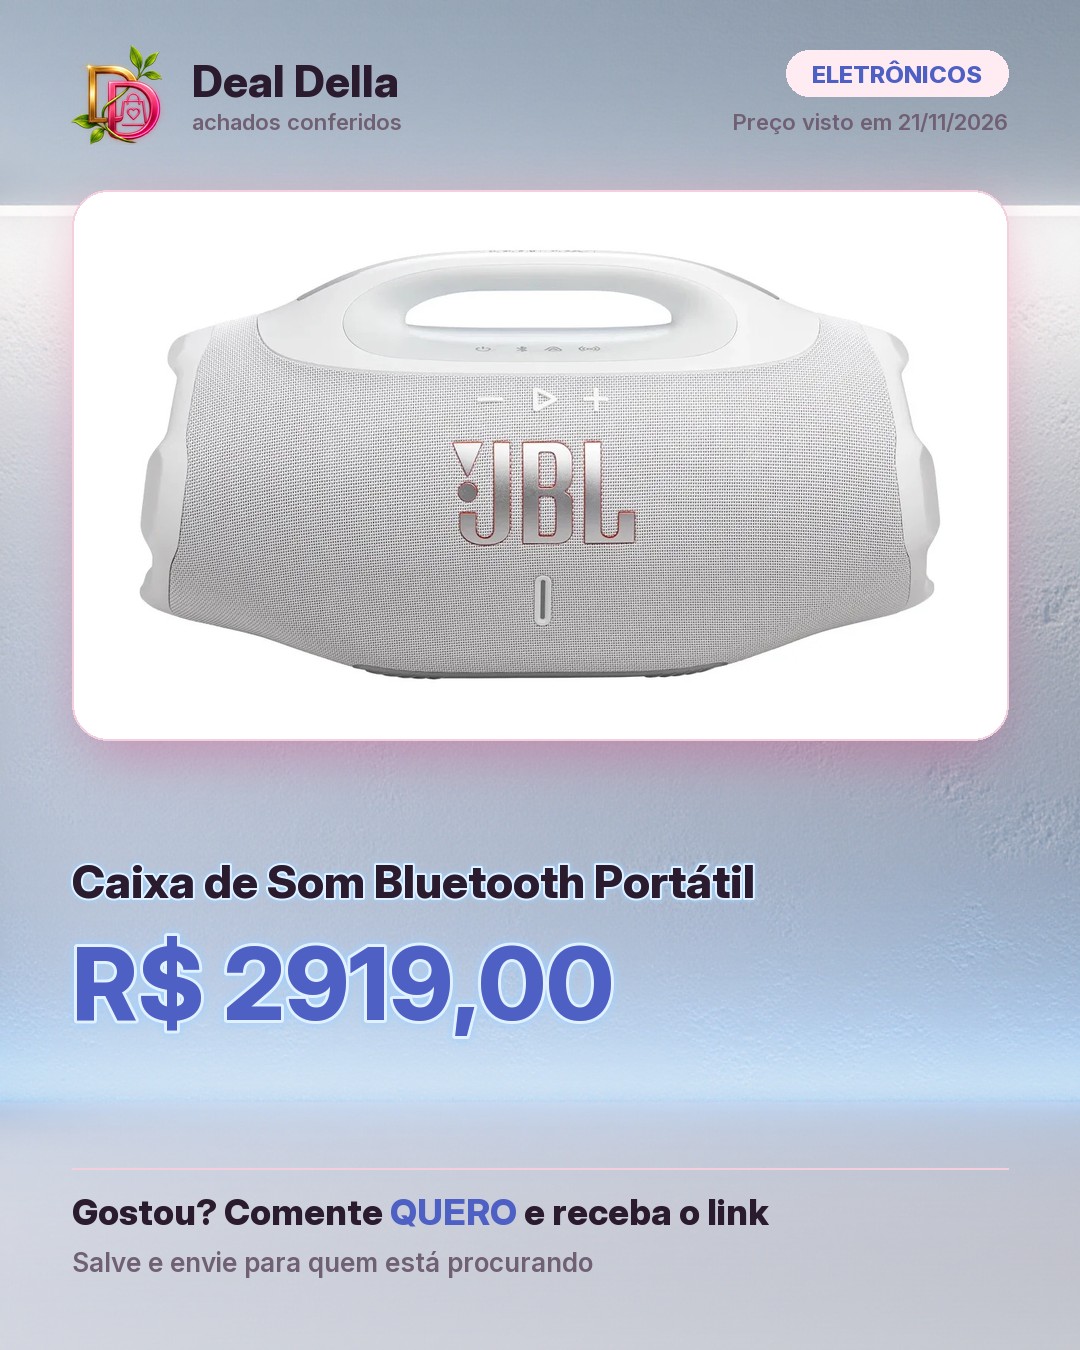 Deal Della
achados conferidos
ELETRÔNICOS
Preço visto em 21/11/2026
JBL
Caixa de Som Bluetooth Portátil
R$ 2919,00
Gostou? Comente QUERO e receba o link
Salve e envie para quem está procurando